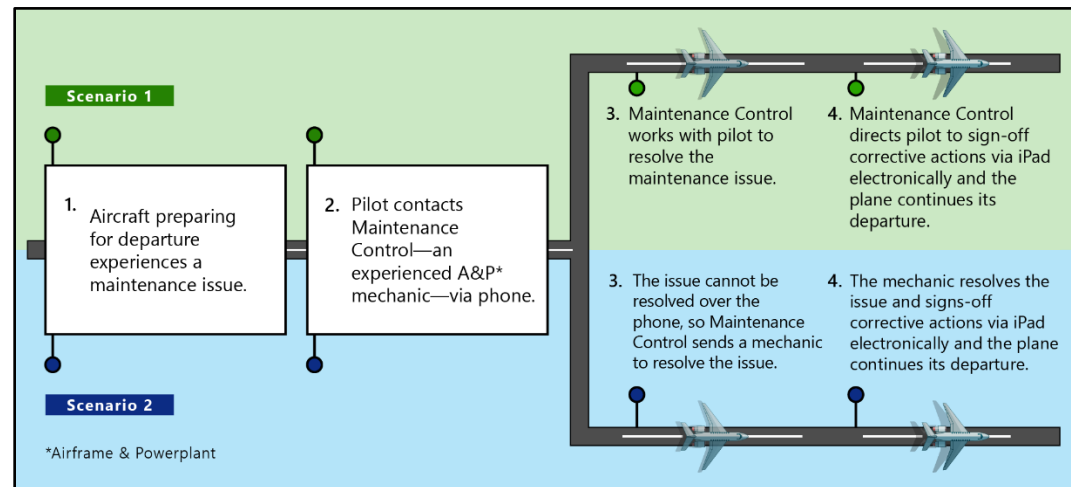 Scenario 1
1. Aircraft preparing
for departure
experiences a
maintenance issue.
2. Pilot contacts
Maintenance
Control—an
experienced A&P*
mechanic—via phone.
3. Maintenance Control
works with pilot to
resolve the
maintenance issue.
4. Maintenance Control
directs pilot to sign-off
corrective actions via iPad
electronically and the
plane continues its
departure.
3. The issue cannot be
resolved over the
phone, so Maintenance
Control sends a mechanic
to resolve the issue.
4. The mechanic resolves the
issue and signs-off
corrective actions via iPad
electronically and the plane
continues its departure.
Scenario 2
*Airframe & Powerplant